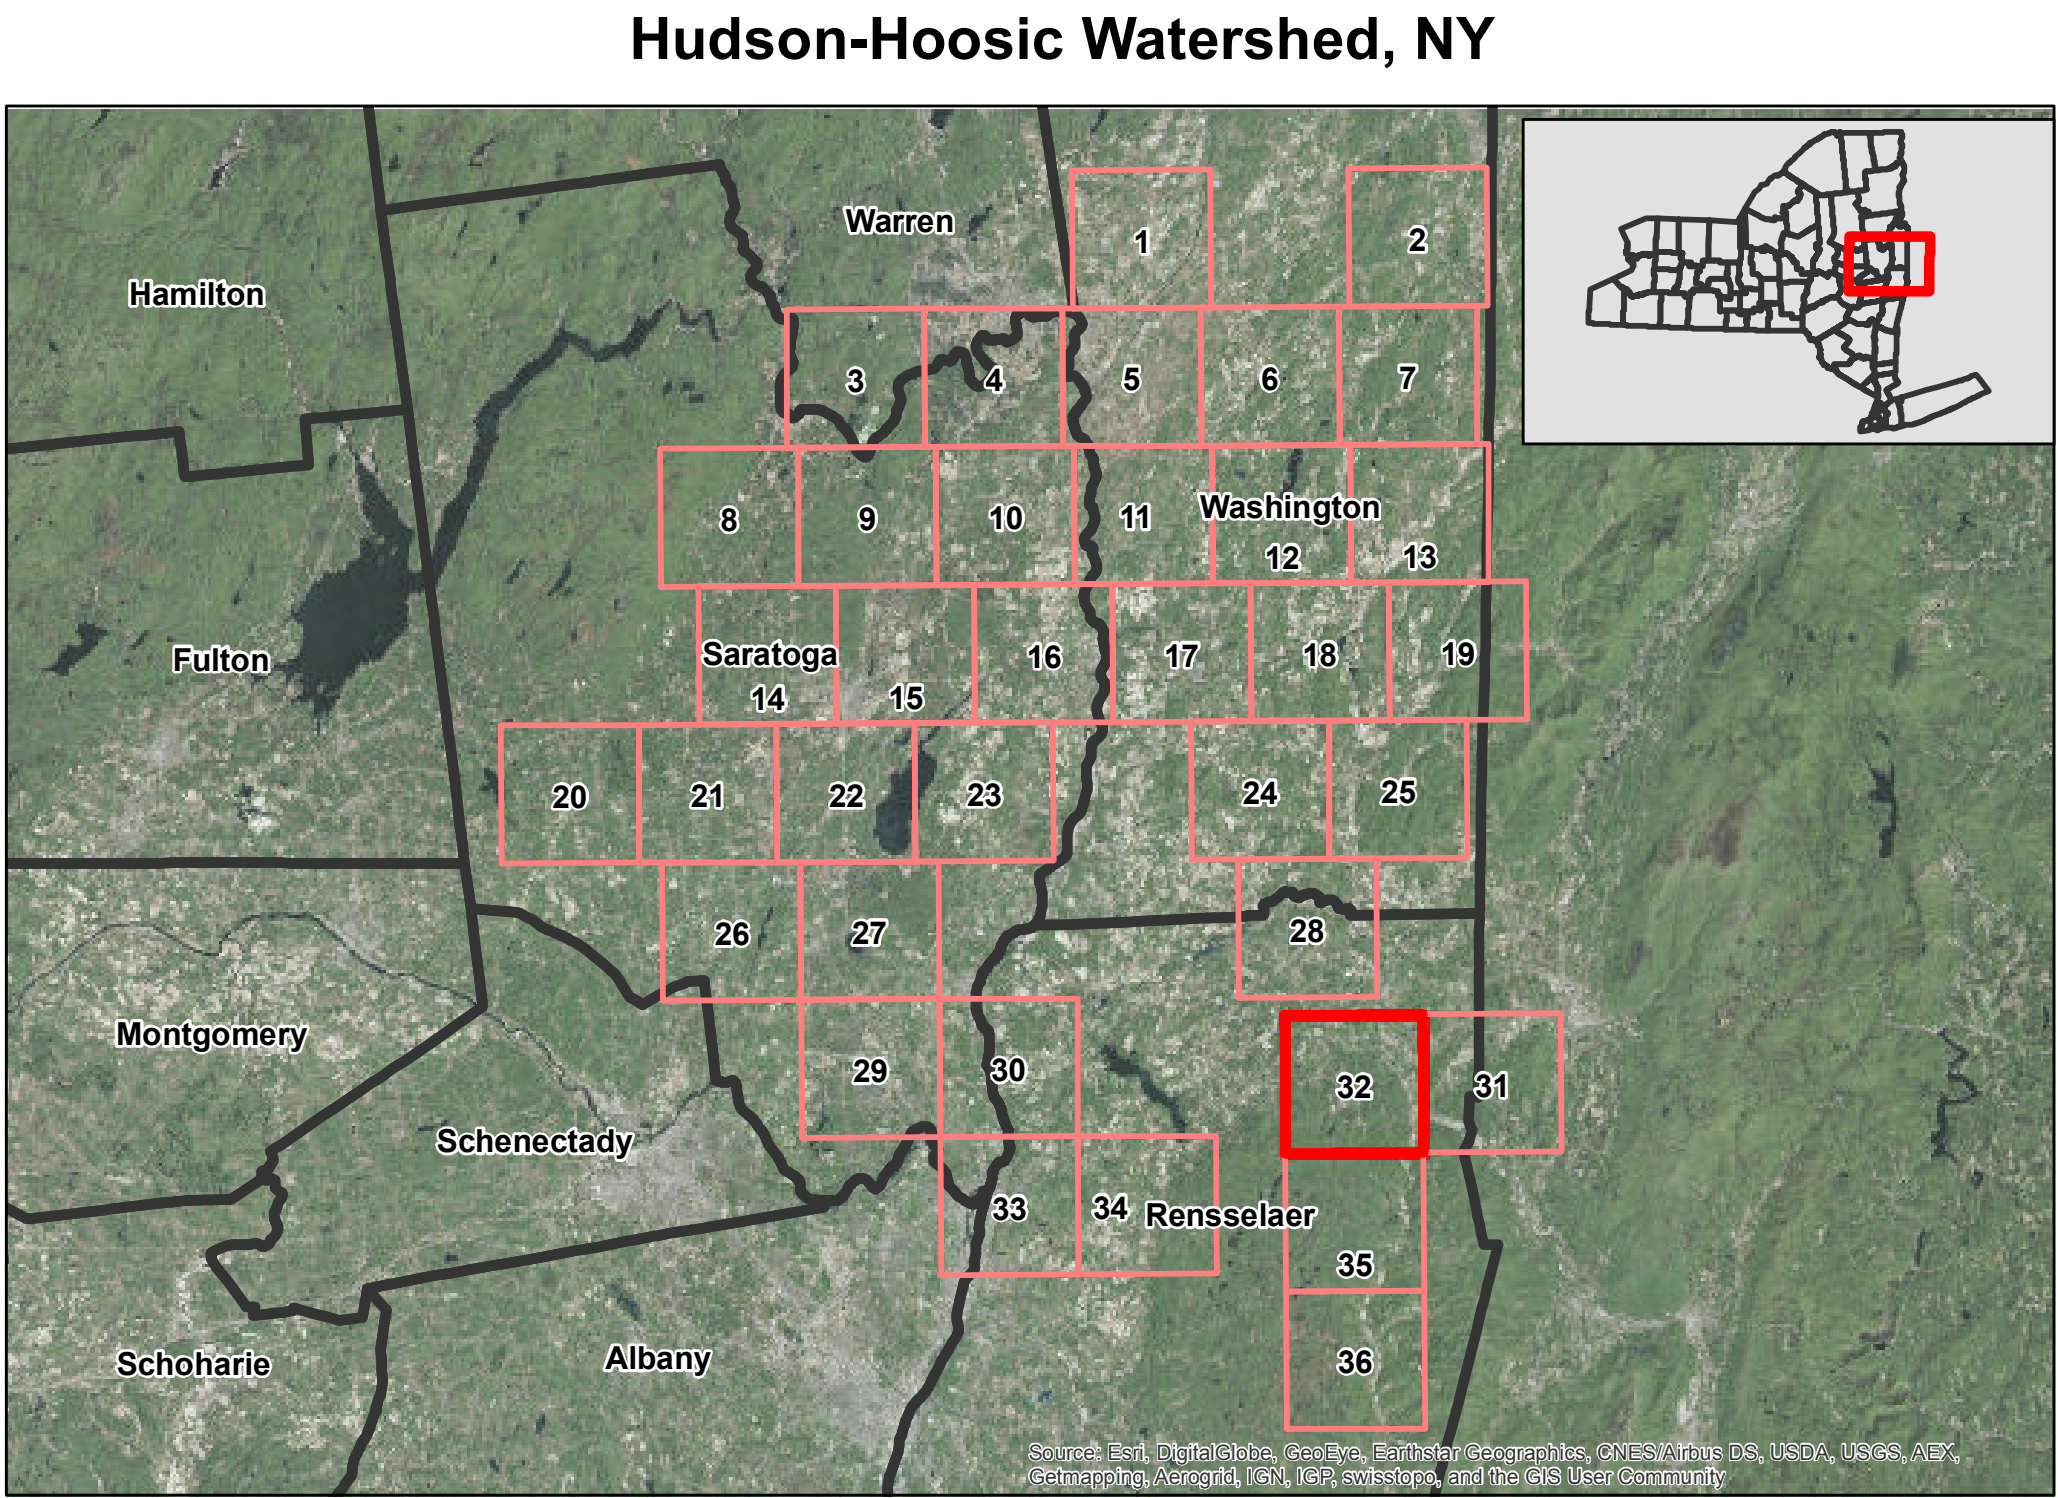 Hudson-Hoosic Watershed, NY
Warren
1
2
Hamilton
3
4
5
6
7
8
9
10
11
Washington
12
13
Fulton
Saratoga
14
15
16
17
18
19
20
21
22
23
24
25
26
27
28
Montgomery
29
30
32
31
Schenectady
33
34
Rensselaer
35
Schoharie
Albany
36
Source: Esri, DigitalGlobe, GeoEye, Earthstar Geographics, CNES/Airbus DS, USDA, USGS, AEX,
Getmapping, Aerogrid, IGN, IGP, swisstopo, and the GIS User Community